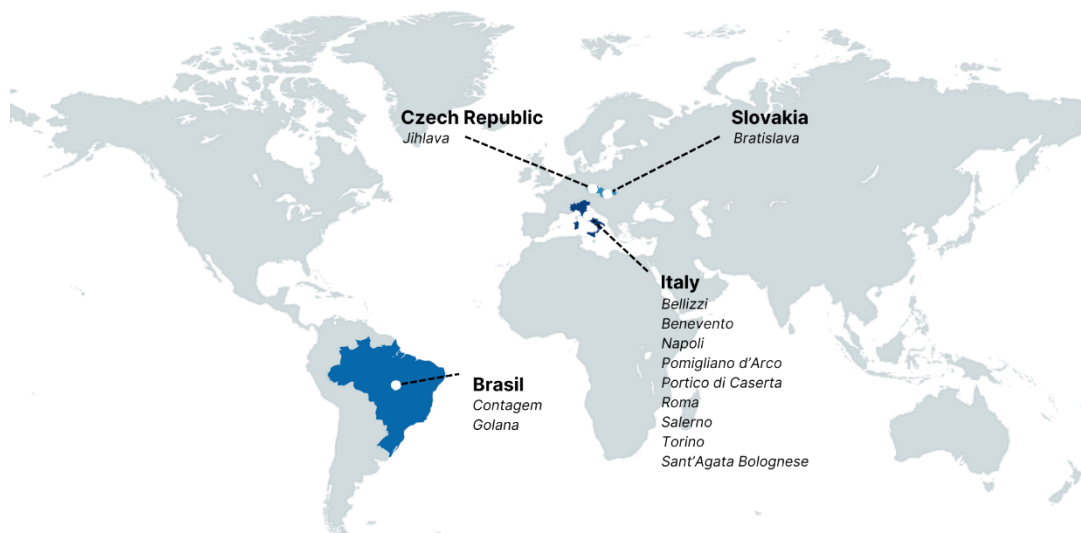 Czech Republic
Jihlava
Slovakia
Bratislava
Italy
Bellizzi
Benevento
Napoli
Pomigliano d’Arco
Portico di Caserta
Roma
Salerno
Torino
Sant’Agata Bolognese
Brasil
Contagem
Golana